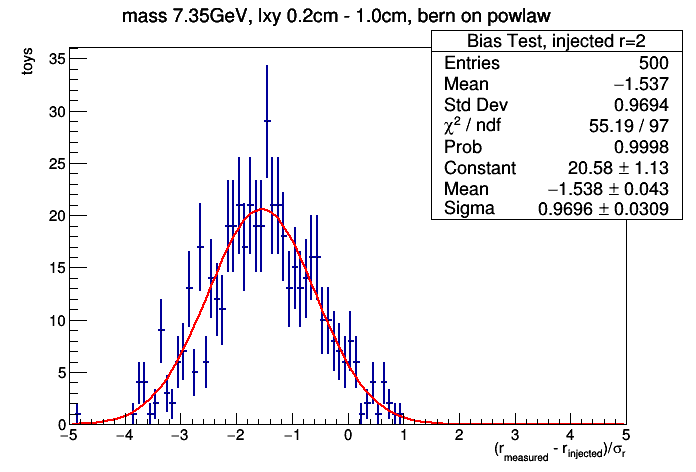 mass 7.35GeV, lxy 0.2cm - 1.0cm, bern on powlaw
Bias Test, injected r=2
Entries 500
Mean −1.537
Std Dev 0.9694
χ² / ndf 55.19 / 97
Prob 0.9998
Constant 20.58 ± 1.13
Mean −1.538 ± 0.043
Sigma 0.9696 ± 0.0309
toys
35
30
25
20
15
10
5
0
−5 −4 −3 −2 −1 0 1 2 3 4 5
(r_measured - r_injected)/σ_r